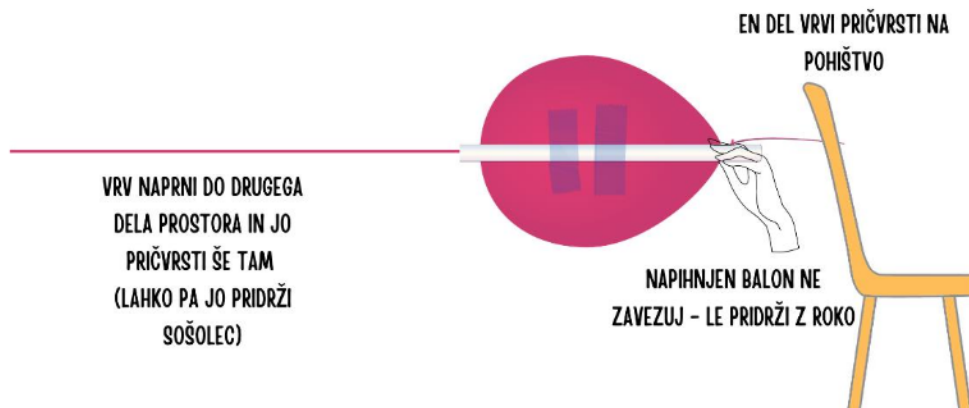 EN DEL VRVI PRIČVRSTI NA
POHIŠTVO
VRV NAPRNI DO DRUGEGA
DELA PROSTORA IN JO
PRIČVRSTI ŠE TAM
(LAHKO PA JO PRIDRŽI
SOŠOLEC)
NAPIHNJEN BALON NE
ZAVEZUJ – LE PRIDRŽI Z ROKO